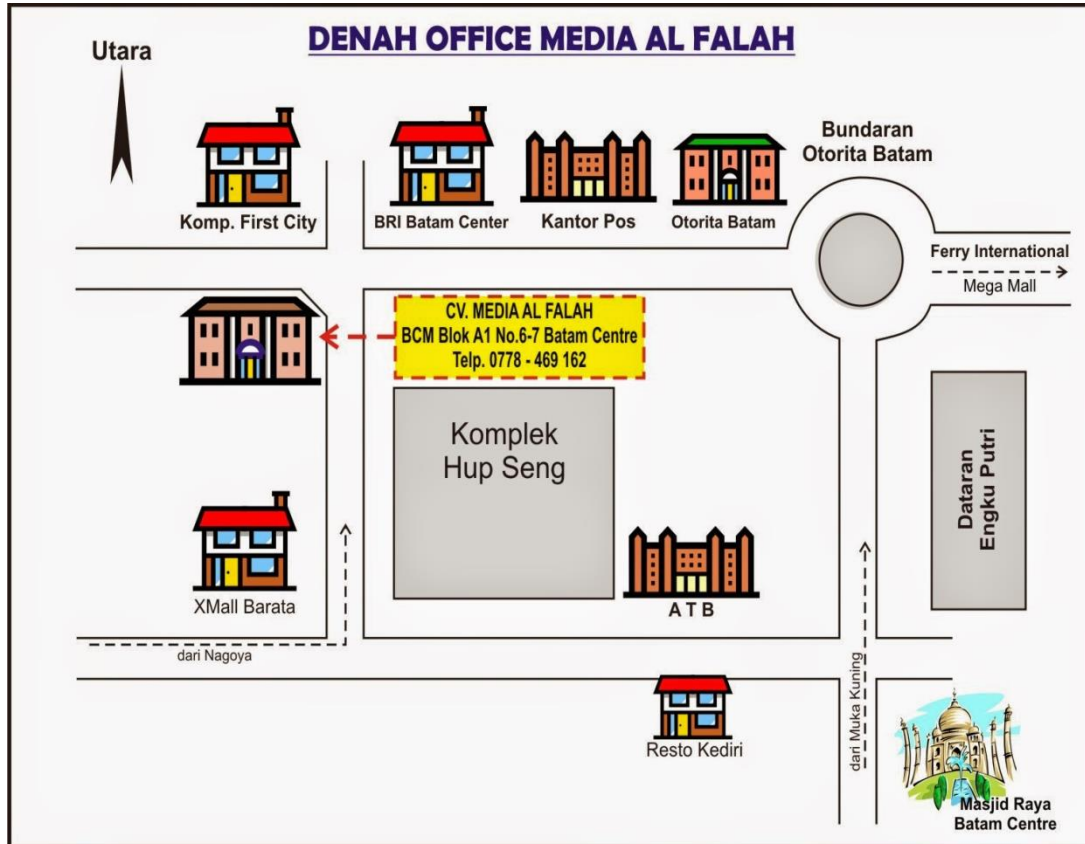 DENAH OFFICE MEDIA AL FALAH
Utara
Bundaran
Otorita Batam
Komp. First City
BRI Batam Center
Kantor Pos
Otorita Batam
Ferry International
Mega Mall
CV. MEDIA AL FALAH
BCM Blok A1 No.6-7 Batam Centre
Telp. 0778 - 469 162
Komplek
Hup Seng
Dataran
Engku Putri
XMall Barata
A T B
dari Nagoya
dari Muka Kuning
Resto Kediri
Masjid Raya
Batam Centre